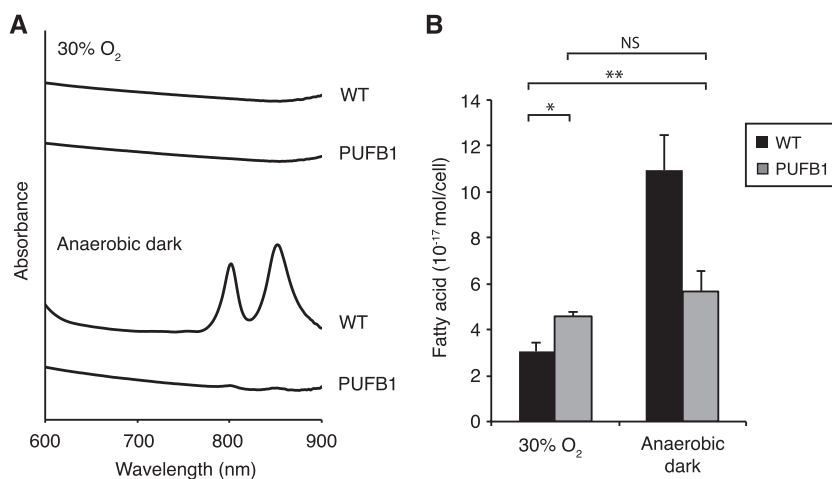 A
30% O2
WT
PUFB1
Anaerobic dark
WT
PUFB1
Absorbance
600 700 800 900
Wavelength (nm)
B
NS
**
*
14
12
10
8
6
4
2
0
Fatty acid (10-17 mol/cell)
WT
PUFB1
30% O2
Anaerobic
dark